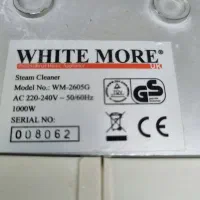 WHITE MORE®
UK
Steam Cleaner
Model No.: WM-2605G
AC 220-240V ~ 50/60Hz
1000W
SERIAL NO:
008062
GS
CE